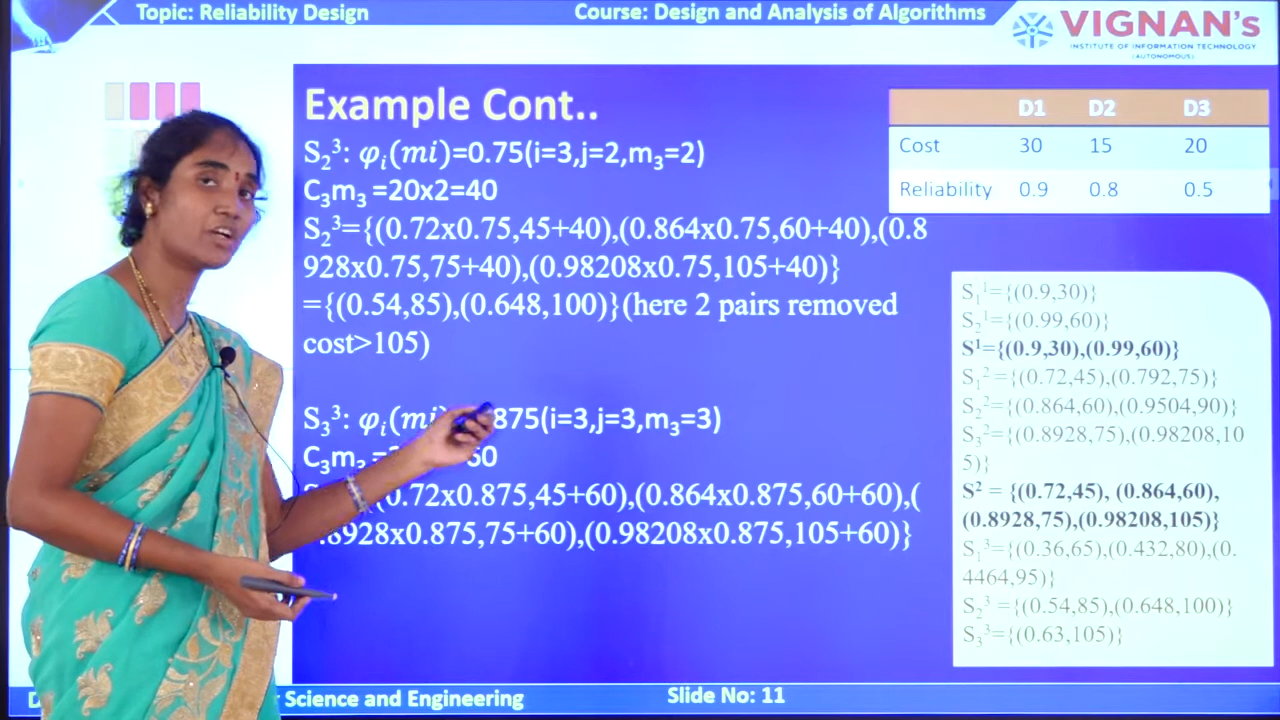 Topic: Reliability Design
Course: Design and Analysis of Algorithms
VIGNAN's
INSTITUTE OF INFORMATION TECHNOLOGY
(AUTONOMOUS)
Example Cont..
S₂³: φᵢ(mi)=0.75(i=3,j=2,m₃=2)
C₃m₃ =20x2=40
S₂³={(0.72x0.75,45+40),(0.864x0.75,60+40),(0.8
928x0.75,75+40),(0.98208x0.75,105+40)}
={(0.54,85),(0.648,100)}(here 2 pairs removed
cost>105)
S₃³: φᵢ(mi) 875(i=3,j=3,m₃=3)
C₃m₃ = 60
(0.72x0.875,45+60),(0.864x0.875,60+60),(
.8928x0.875,75+60),(0.98208x0.875,105+60)}
D1 D2 D3
Cost 30 15 20
Reliability 0.9 0.8 0.5
S₁¹={(0.9,30)}
S₂¹={(0.99,60)}
S¹={(0.9,30),(0.99,60)}
S₁²={(0.72,45),(0.792,75)}
S₂²={(0.864,60),(0.9504,90)}
S₃²={(0.8928,75),(0.98208,10
5)}
S² = {(0.72,45), (0.864,60),
(0.8928,75),(0.98208,105)}
S₁³={(0.36,65),(0.432,80),(0.
4464,95)}
S₂³ ={(0.54,85),(0.648,100)}
S₃³={(0.63,105)}
Science and Engineering
Slide No: 11